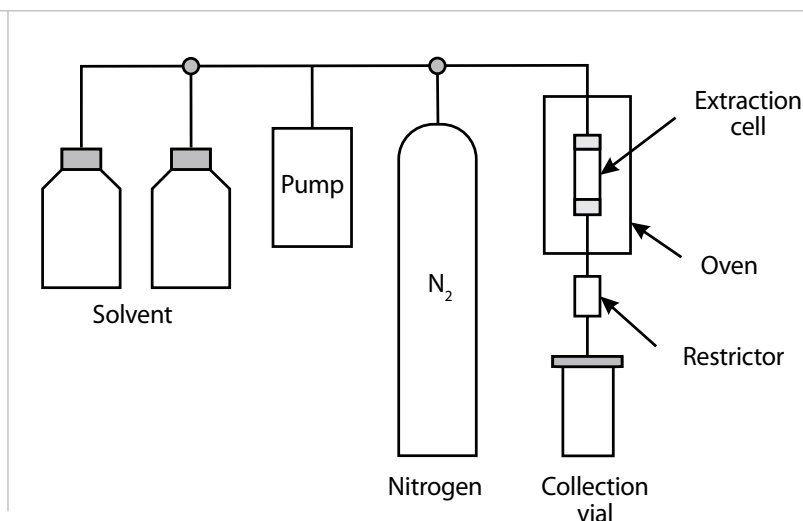 Extraction
cell
Pump
Oven
N₂
Solvent
Restrictor
Nitrogen
Collection
vial